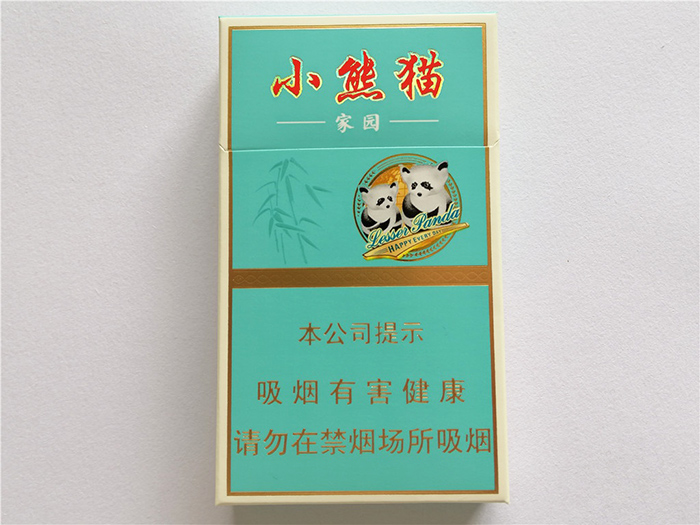 小熊猫
家园
Lesser Panda
HAPPY EVERY DAY
本公司提示
吸烟有害健康
请勿在禁烟场所吸烟